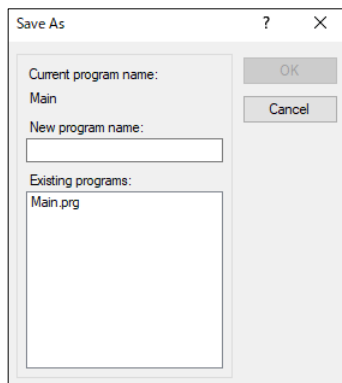 Save As
?
Current program name:
OK
Main
Cancel
New program name:
Existing programs:
Main.prg